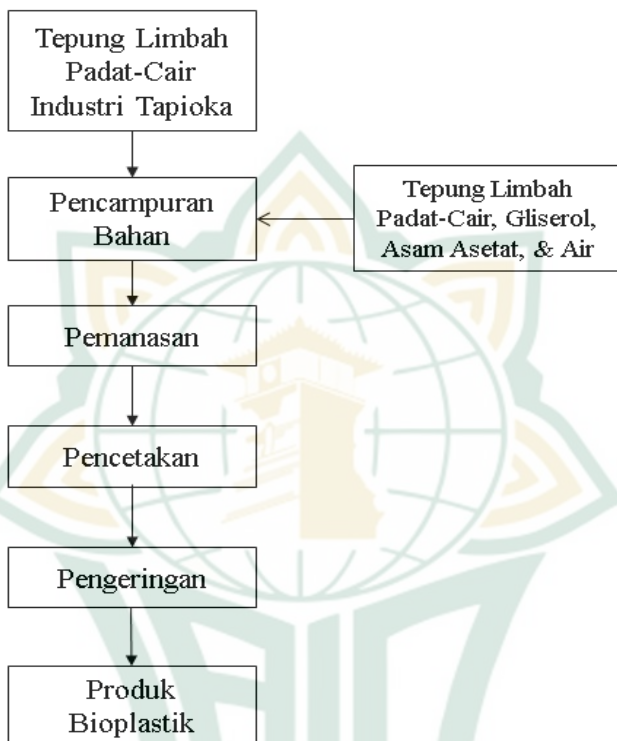 Tepung Limbah
Padat-Cair
Industri Tapioka
Pencampuran
Bahan
Tepung Limbah
Padat-Cair, Gliserol,
Asam Asetat, & Air
Pemanasan
Pencetakan
Pengeringan
Produk
Bioplastik